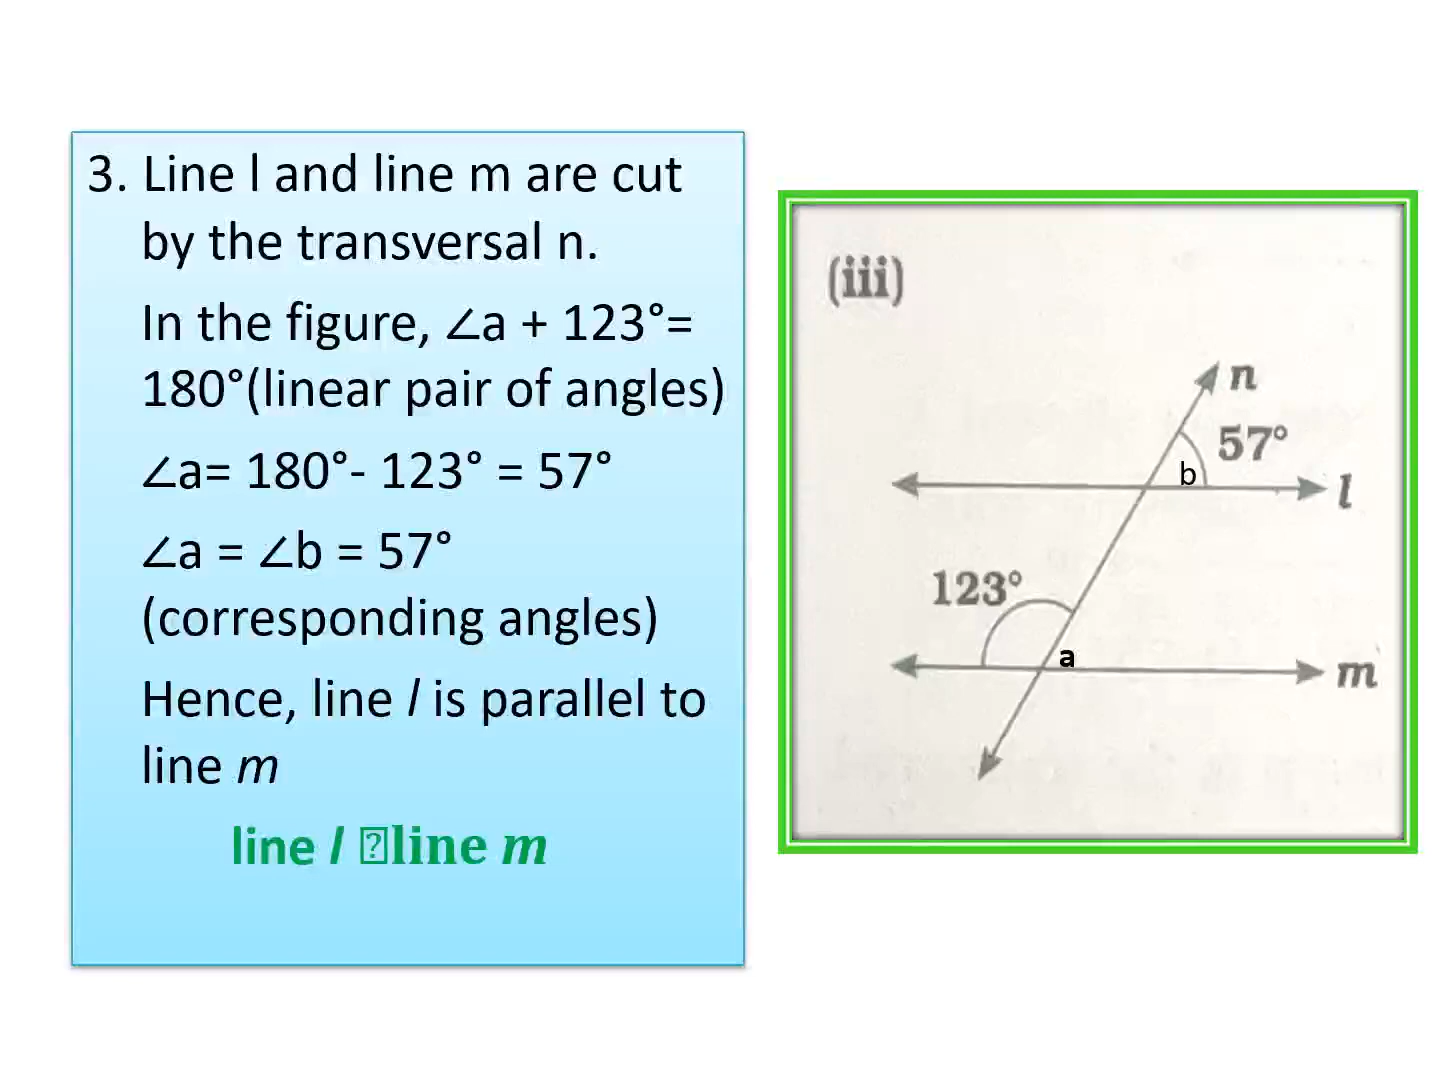 3. Line l and line m are cut
by the transversal n.
In the figure, ∠a + 123°=
180°(linear pair of angles)
∠a= 180°- 123° = 57°
∠a = ∠b = 57°
(corresponding angles)
Hence, line l is parallel to
line m
line l ⍰line m
(iii)
n
57°
b
l
123°
a
m